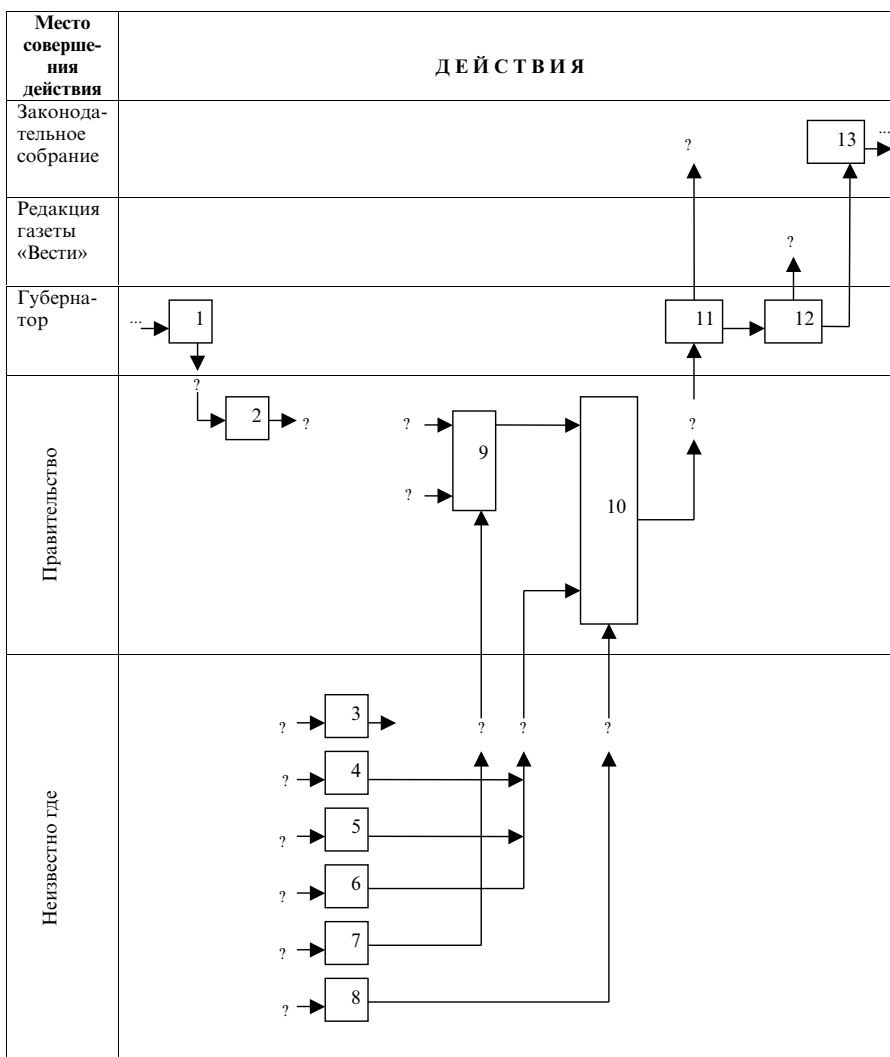 Место
соверше-
ния
действия
Д Е Й С Т В И Я
Законода-
тельное
собрание
?
13
...
Редакция
газеты
«Вести»
?
Губерна-
тор
...
1
11
12
Правительство
?
2
?
?
9
?
10
?
Неизвестно где
?
3
?
?
?
?
4
?
5
?
6
?
7
?
8